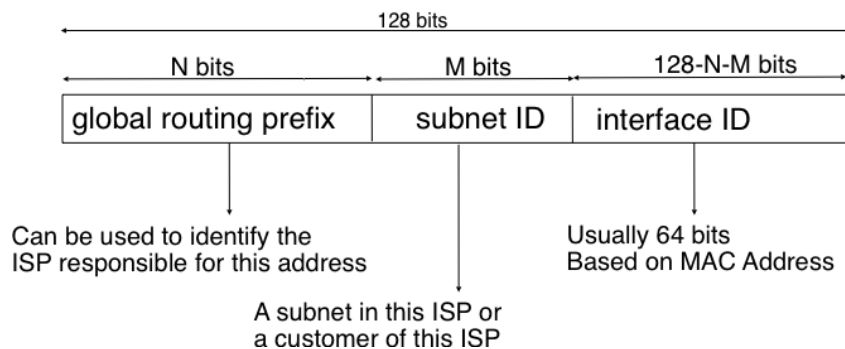 128 bits
N bits
M bits
128-N-M bits
global routing prefix
subnet ID
interface ID
Can be used to identify the
ISP responsible for this address
Usually 64 bits
Based on MAC Address
A subnet in this ISP or
a customer of this ISP